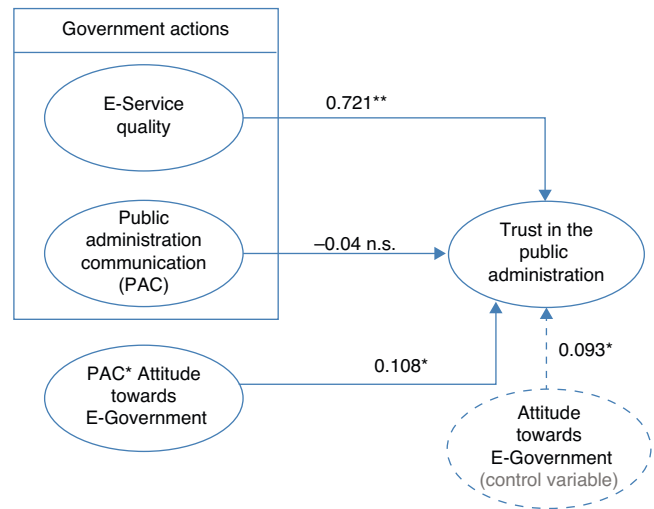 Government actions
E-Service
quality
0.721**
Public
administration
communication
(PAC)
–0.04 n.s.
Trust in the
public
administration
PAC* Attitude
towards
E-Government
0.108*
0.093*
Attitude
towards
E-Government
(control variable)